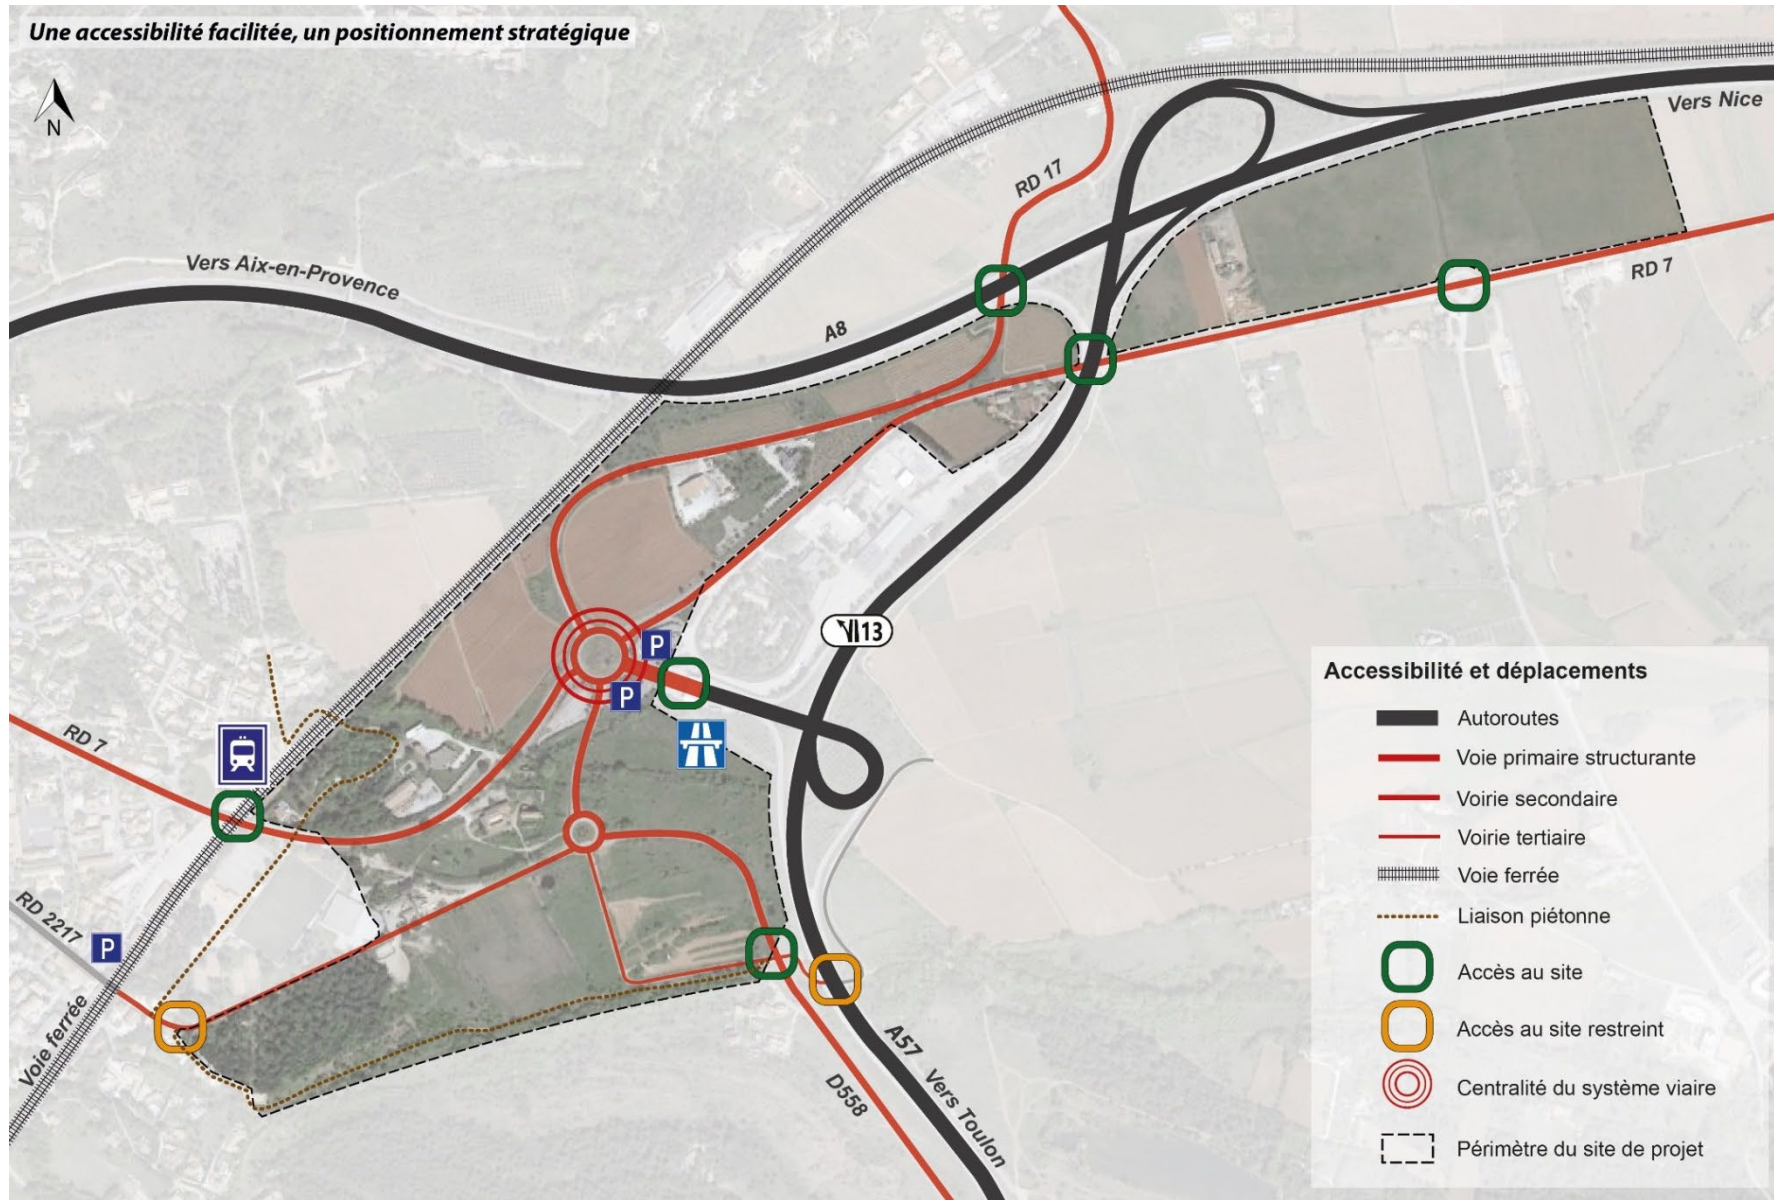 Une accessibilité facilitée, un positionnement stratégique
N
Vers Nice
RD 17
Vers Aix-en-Provence
RD 7
A8
13
P
P
Accessibilité et déplacements
Autoroutes
RD 7
Voie primaire structurante
Voirie secondaire
Voirie tertiaire
Voie ferrée
RD 2217
Liaison piétonne
P
Accès au site
Voie ferrée
Accès au site restreint
A57 Vers Toulon
D558
Centralité du système viaire
Périmètre du site de projet